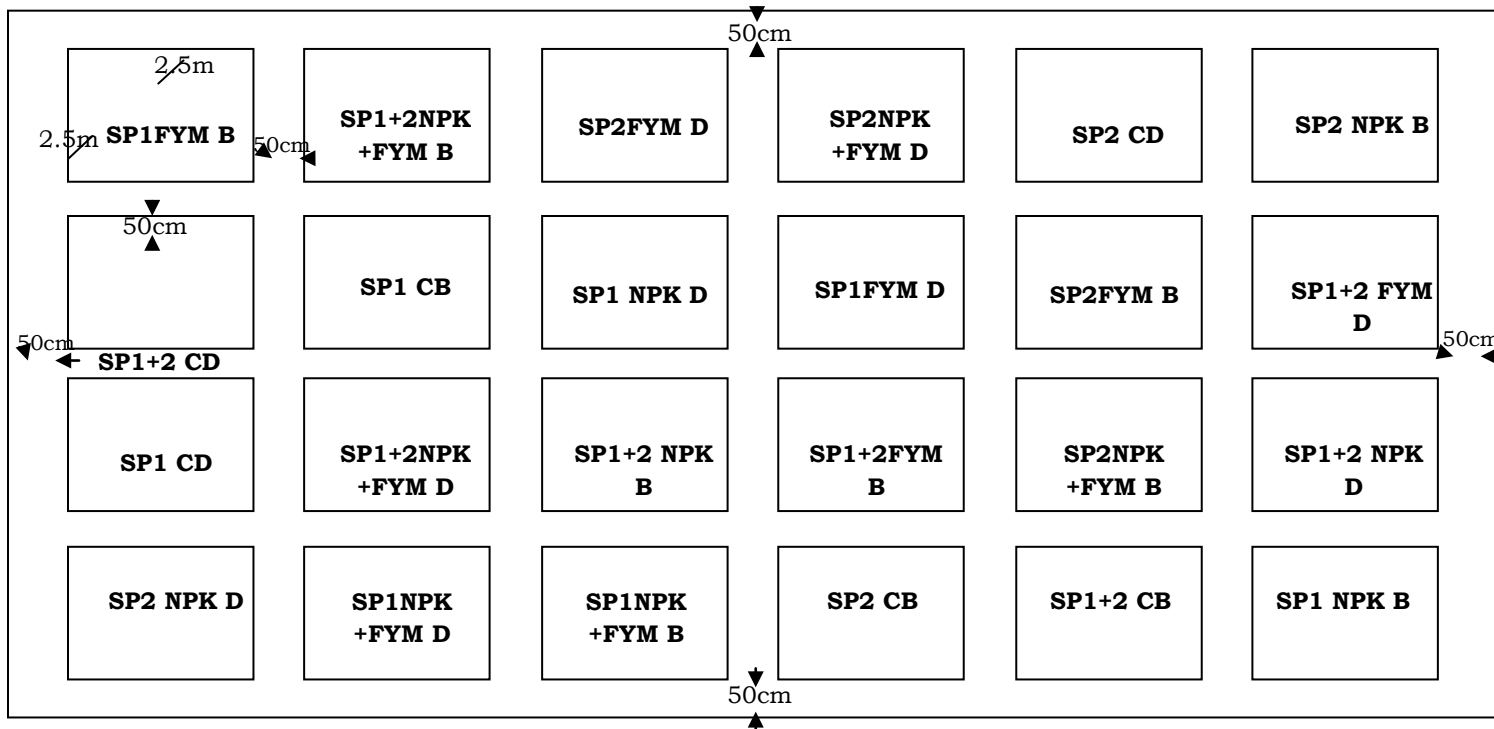 50cm
2.5m
SP1FYM B
2.5m
50cm
SP1+2NPK
+FYM B
SP2FYM D
SP2NPK
+FYM D
SP2 CD
SP2 NPK B
50cm
SP1 CB
SP1 NPK D
SP1FYM D
SP2FYM B
SP1+2 FYM
D
50cm
SP1+2 CD
50cm
SP1 CD
SP1+2NPK
+FYM D
SP1+2 NPK
B
SP1+2FYM
B
SP2NPK
+FYM B
SP1+2 NPK
D
SP2 NPK D
SP1NPK
+FYM D
SP1NPK
+FYM B
SP2 CB
SP1+2 CB
SP1 NPK B
50cm